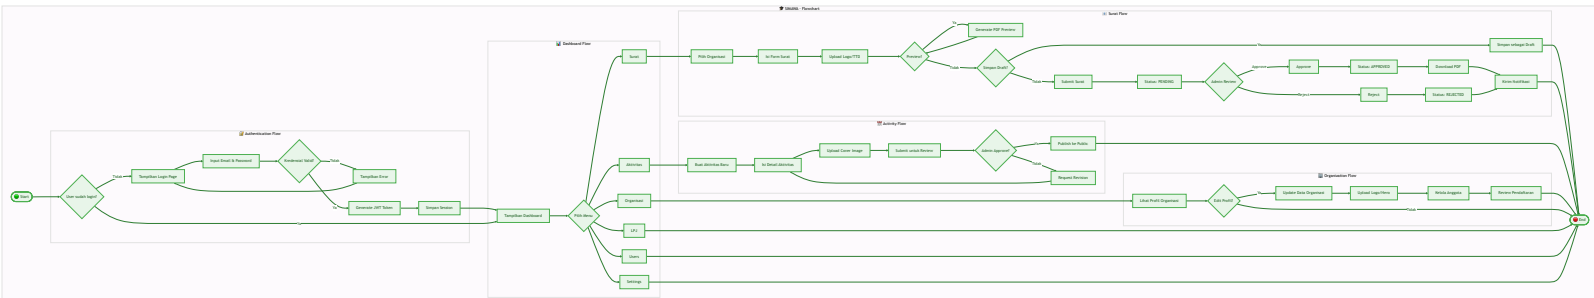 SIMAWA - Flowchart
Surat Flow
Dashboard Flow
Authentication Flow
Activity Flow
Organisation Flow
Start
User sudah login?
Tidak
Ya
Tampilkan Login Page
Input Email & Password
Kredensial Valid?
Tidak
Tampilkan Error
Ya
Generate JWT Token
Simpan Session
Tampilkan Dashboard
Pilih Menu
Surat
Aktivitas
Organisasi
LPJ
Users
Settings
Pilih Organisasi
Isi Form Surat
Upload Logo/TTD
Preview?
Ya
Generate PDF Preview
Tidak
Simpan Draft?
Ya
Simpan sebagai Draft
Tidak
Submit Surat
Status: PENDING
Admin Review
Approve
Approve
Status: APPROVED
Download PDF
Reject
Reject
Status: REJECTED
Kirim Notifikasi
Buat Aktivitas Baru
Isi Detail Aktivitas
Upload Cover Image
Submit untuk Review
Admin Approve?
Ya
Publish ke Publik
Tidak
Request Revision
Lihat Profil Organisasi
Edit Profil?
Ya
Update Data Organisasi
Upload Logo/Hero
Kelola Anggota
Review Pendaftaran
Tidak
End